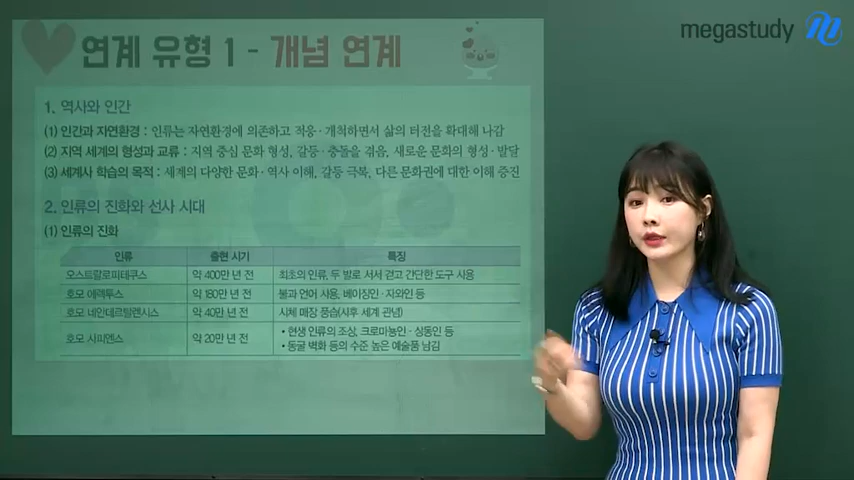 megastudy
연계 유형 1 - 개념 연계
1. 역사와 인간
(1) 인간과 자연환경 : 인류는 자연환경에 의존하고 적응·개척하면서 삶의 터전을 확대해 나감
(2) 지역 세계의 형성과 교류 : 지역 중심 문화 형성, 갈등·충돌을 겪음, 새로운 문화의 형성·발달
(3) 세계사 학습의 목적 : 세계의 다양한 문화·역사 이해, 갈등 극복, 다른 문화권에 대한 이해 증진
2. 인류의 진화와 선사 시대
(1) 인류의 진화
인류 출현 시기 특징
오스트랄로피테쿠스 약 400만 년 전 최초의 인류, 두 발로 서서 걷고 간단한 도구 사용
호모 에렉투스 약 180만 년 전 불과 언어 사용, 베이징인·자와인 등
호모 네안데르탈렌시스 약 40만 년 전 시체 매장 풍습(사후 세계 관념)
호모 사피엔스 약 20만 년 전 • 현생 인류의 조상, 크로마뇽인·상동인 등
• 동굴 벽화 등의 수준 높은 예술품 남김